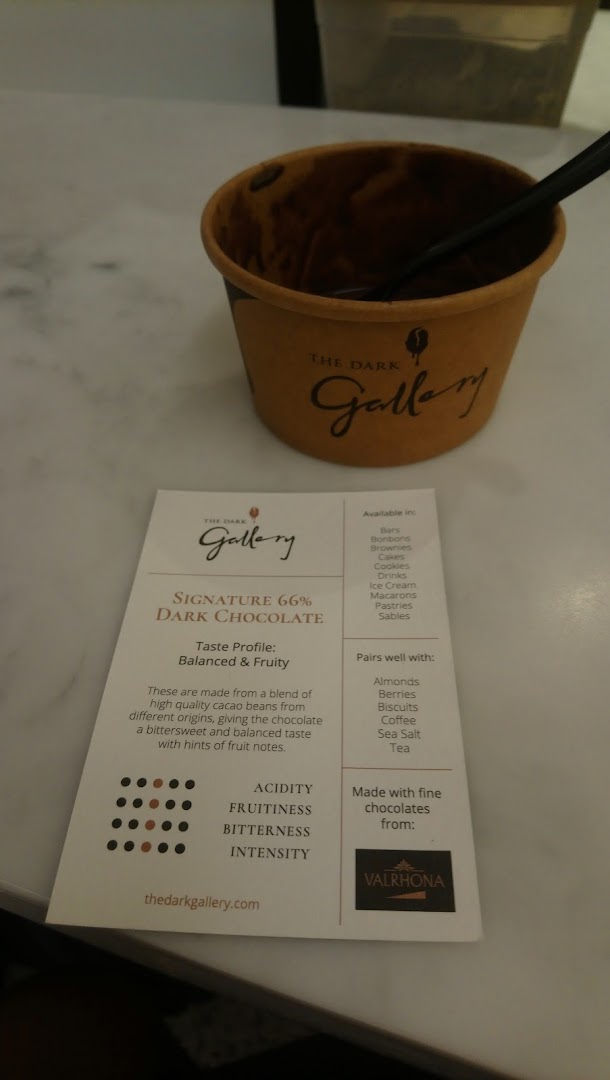 THE DARK
Gallery
THE DARK
Gallery
SIGNATURE 66%
DARK CHOCOLATE
Taste Profile:
Balanced & Fruity
These are made from a blend of
high quality cacao beans from
different origins, giving the chocolate
a bittersweet and balanced taste
with hints of fruit notes.
ACIDITY
FRUITINESS
BITTERNESS
INTENSITY
thedarkgallery.com
Available in:
Bars
Bonbons
Brownies
Cakes
Cookies
Drinks
Ice Cream
Macarons
Pastries
Sables
Pairs well with:
Almonds
Berries
Biscuits
Coffee
Sea Salt
Tea
Made with fine
chocolates
from:
VALRHONA